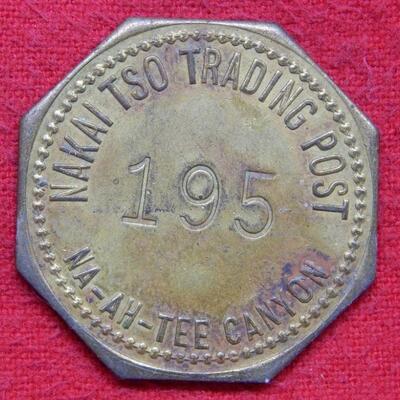 NAKAI TSO TRADING POST
195
NA-AH-TEE CANYON